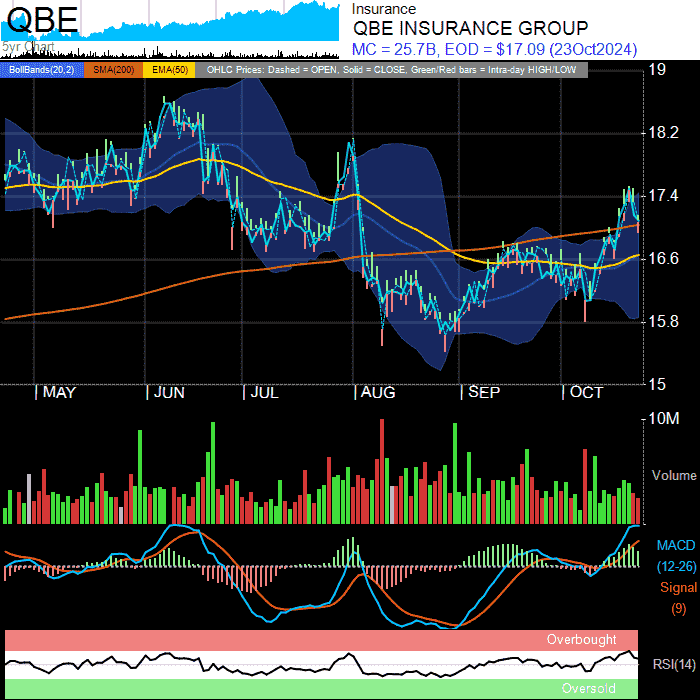 QBE
5yr Chart
Insurance
QBE INSURANCE GROUP
MC = 25.7B, EOD = $17.09 (23Oct2024)
BollBands(20,2) SMA(200) EMA(50) OHLC Prices: Dashed = OPEN, Solid = CLOSE, Green/Red bars = Intra-day HIGH/LOW
19
18.2
17.4
16.6
15.8
15
MAY JUN JUL AUG SEP OCT
10M
Volume
MACD
(12-26)
Signal
(9)
Overbought
RSI(14)
Oversold